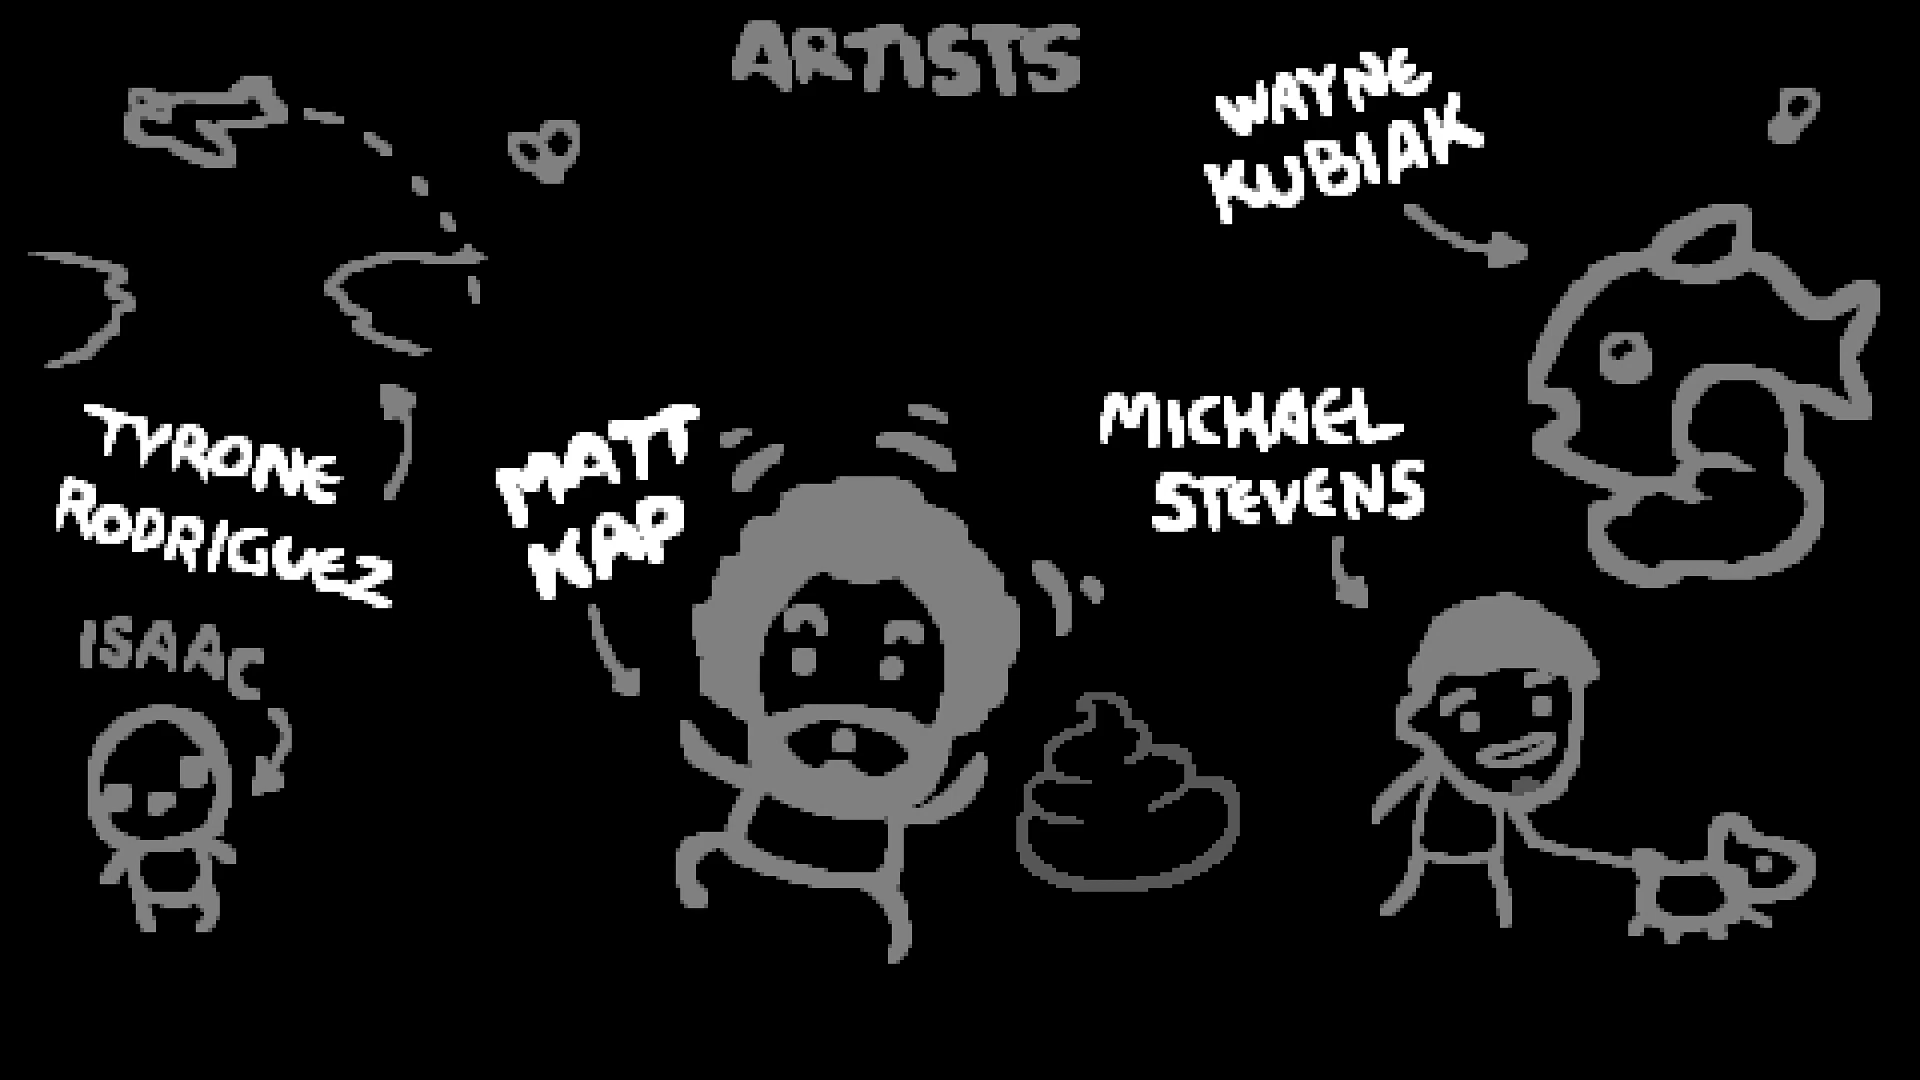 ARTISTS
WAYNE
KUBIAK
TYRONE
RODRIGUEZ
MATT
KAP
MICHAEL
STEVENS
ISAAC